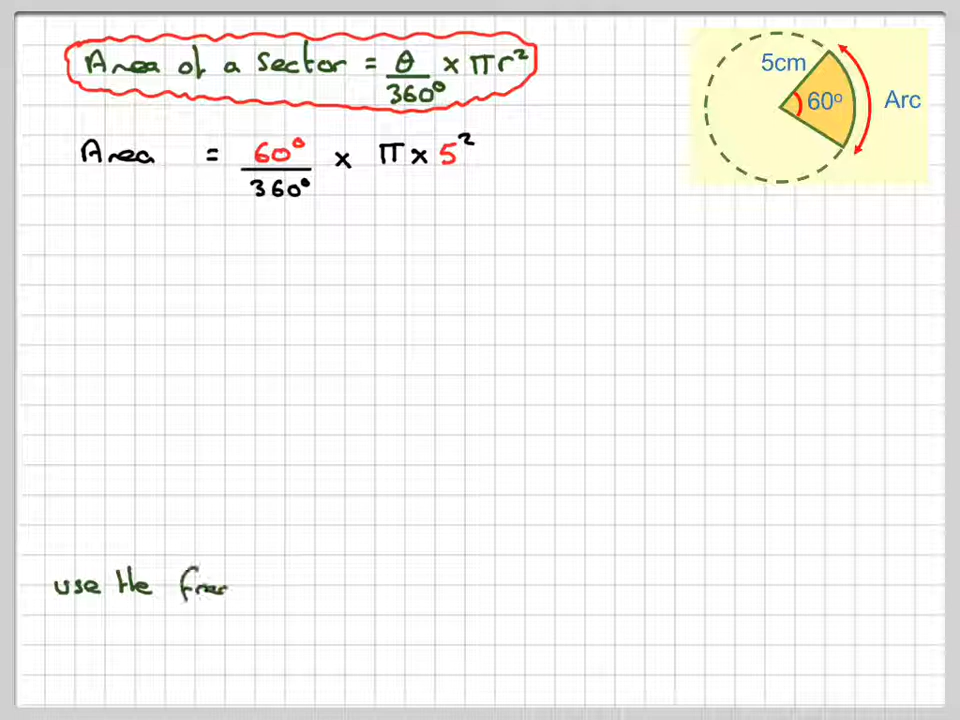 Area of a Sector = θ/360° × πr²
5cm
60°
Arc
Area = 60°/360° × π × 5²
use the